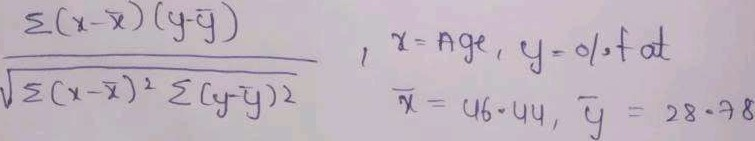 Σ(x-x̄)(y-ȳ)
√Σ(x-x̄)² Σ(y-ȳ)² , x = Age, y = % fat
x̄ = 46.44, ȳ = 28.78